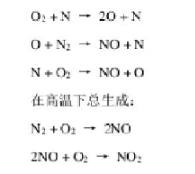 O₂ + N → 2O + N
O + N₂ → NO + N
N + O₂ → NO + O
在高温下总生成：
N₂ + O₂ → 2NO
2NO + O₂ → NO₂